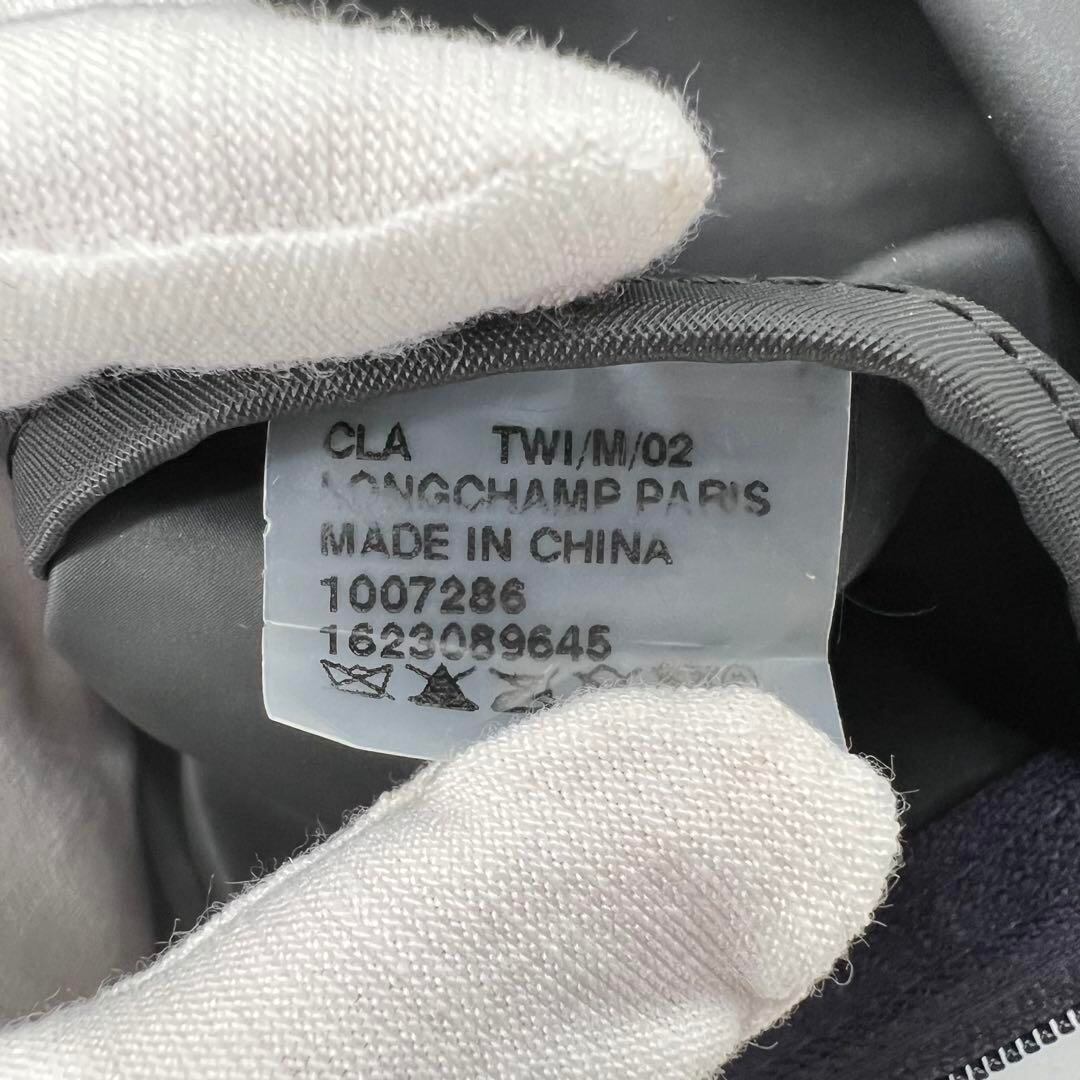 CLA TWI/M/02
LONGCHAMP PARIS
MADE IN CHINA
1007286
1623089645